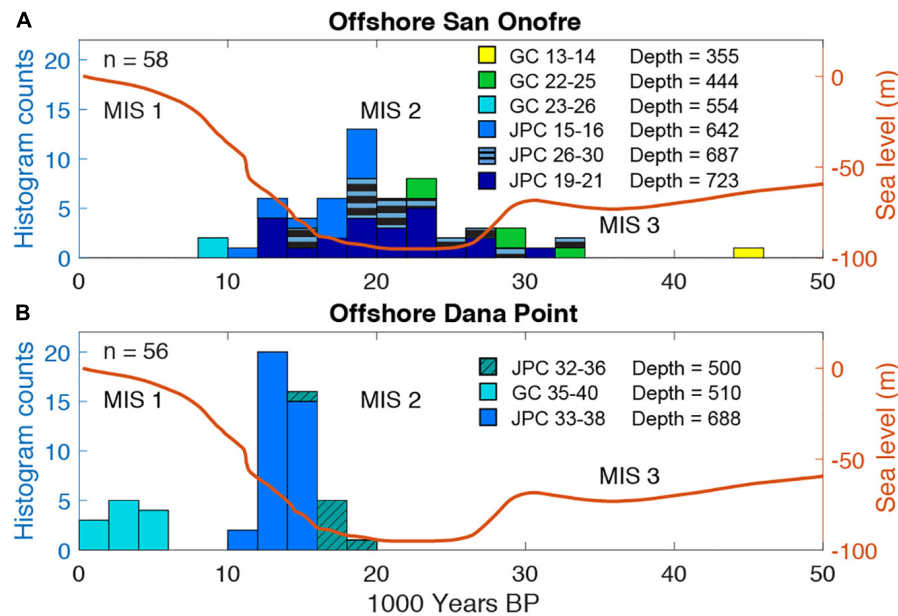 A
Offshore San Onofre
n = 58
MIS 1
MIS 2
MIS 3
GC 13-14 Depth = 355
GC 22-25 Depth = 444
GC 23-26 Depth = 554
JPC 15-16 Depth = 642
JPC 26-30 Depth = 687
JPC 19-21 Depth = 723
Histogram counts
20
15
10
5
0
Sea level (m)
0
-50
-100
0 10 20 30 40 50
B
Offshore Dana Point
n = 56
MIS 1
MIS 2
MIS 3
JPC 32-36 Depth = 500
GC 35-40 Depth = 510
JPC 33-38 Depth = 688
Histogram counts
20
15
10
5
0
Sea level (m)
0
-50
-100
0 10 20 30 40 50
1000 Years BP